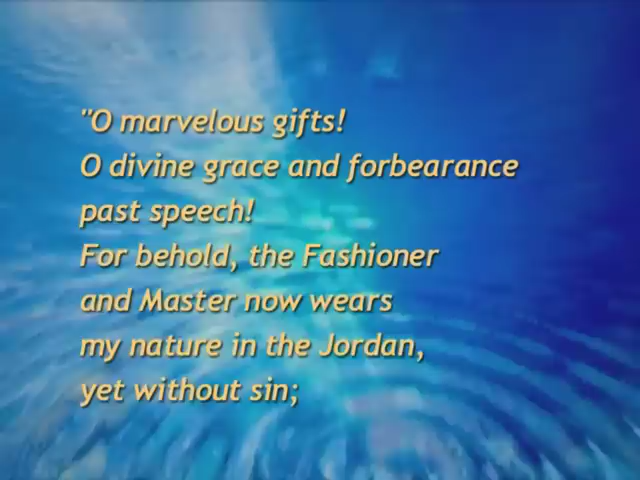 "O marvelous gifts!
O divine grace and forbearance
past speech!
For behold, the Fashioner
and Master now wears
my nature in the Jordan,
yet without sin;